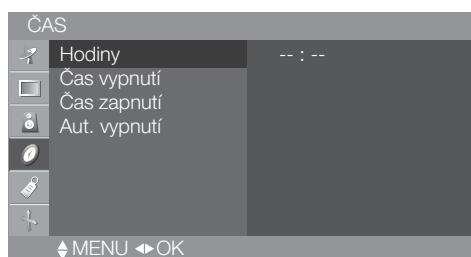 ČAS
Hodiny -- : --
Čas vypnutí
Čas zapnutí
Aut. vypnutí
MENU OK